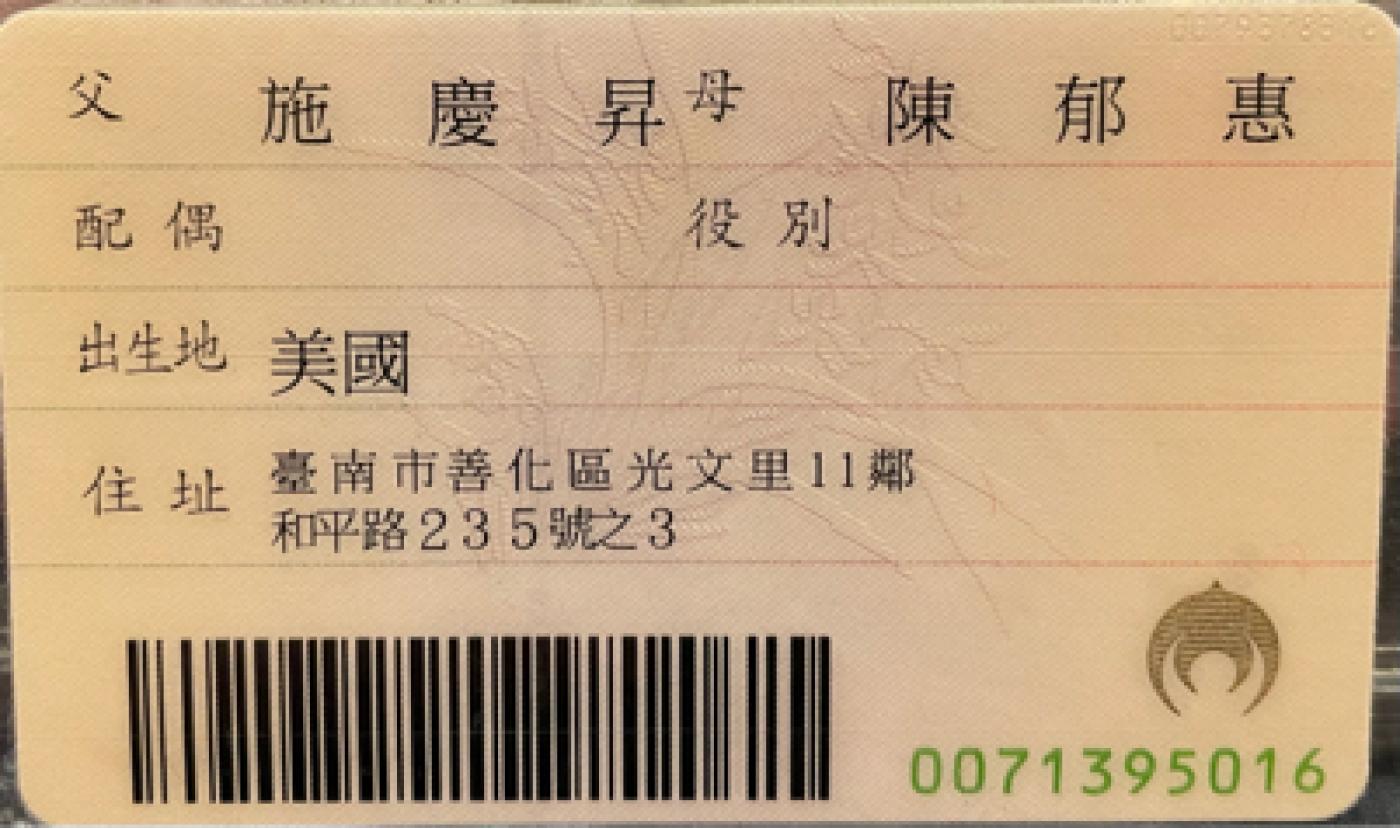 父 施慶昇 母 陳郁惠
配偶 役別
出生地 美國
住址 臺南市善化區光文里11鄰
和平路235號之3
0071395016